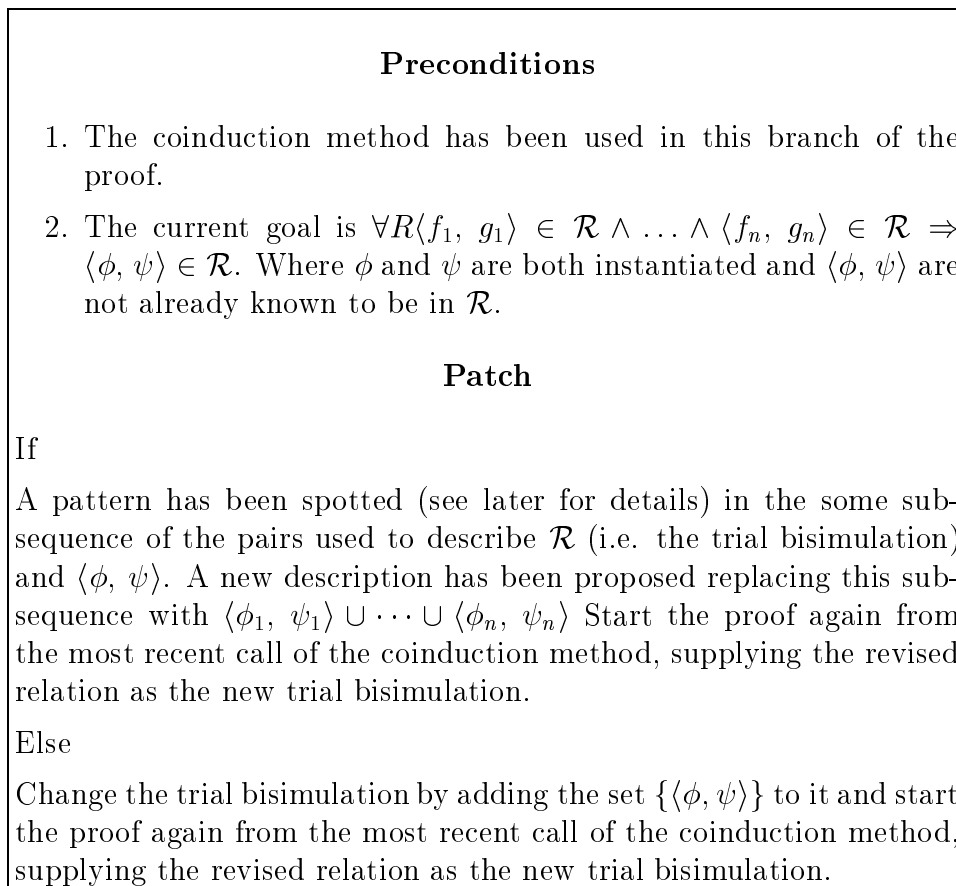 Preconditions
1. The coinduction method has been used in this branch of the
proof.
2. The current goal is ∀R⟨f₁, g₁⟩ ∈ ℛ ∧ … ∧ ⟨fₙ, gₙ⟩ ∈ ℛ ⇒
⟨ϕ, ψ⟩ ∈ ℛ. Where ϕ and ψ are both instantiated and ⟨ϕ, ψ⟩ are
not already known to be in ℛ.
Patch
If
A pattern has been spotted (see later for details) in the some sub-
sequence of the pairs used to describe ℛ (i.e. the trial bisimulation)
and ⟨ϕ, ψ⟩. A new description has been proposed replacing this sub-
sequence with ⟨ϕ₁, ψ₁⟩ ∪ ⋯ ∪ ⟨ϕₙ, ψₙ⟩ Start the proof again from
the most recent call of the coinduction method, supplying the revised
relation as the new trial bisimulation.
Else
Change the trial bisimulation by adding the set {⟨ϕ, ψ⟩} to it and start
the proof again from the most recent call of the coinduction method,
supplying the revised relation as the new trial bisimulation.